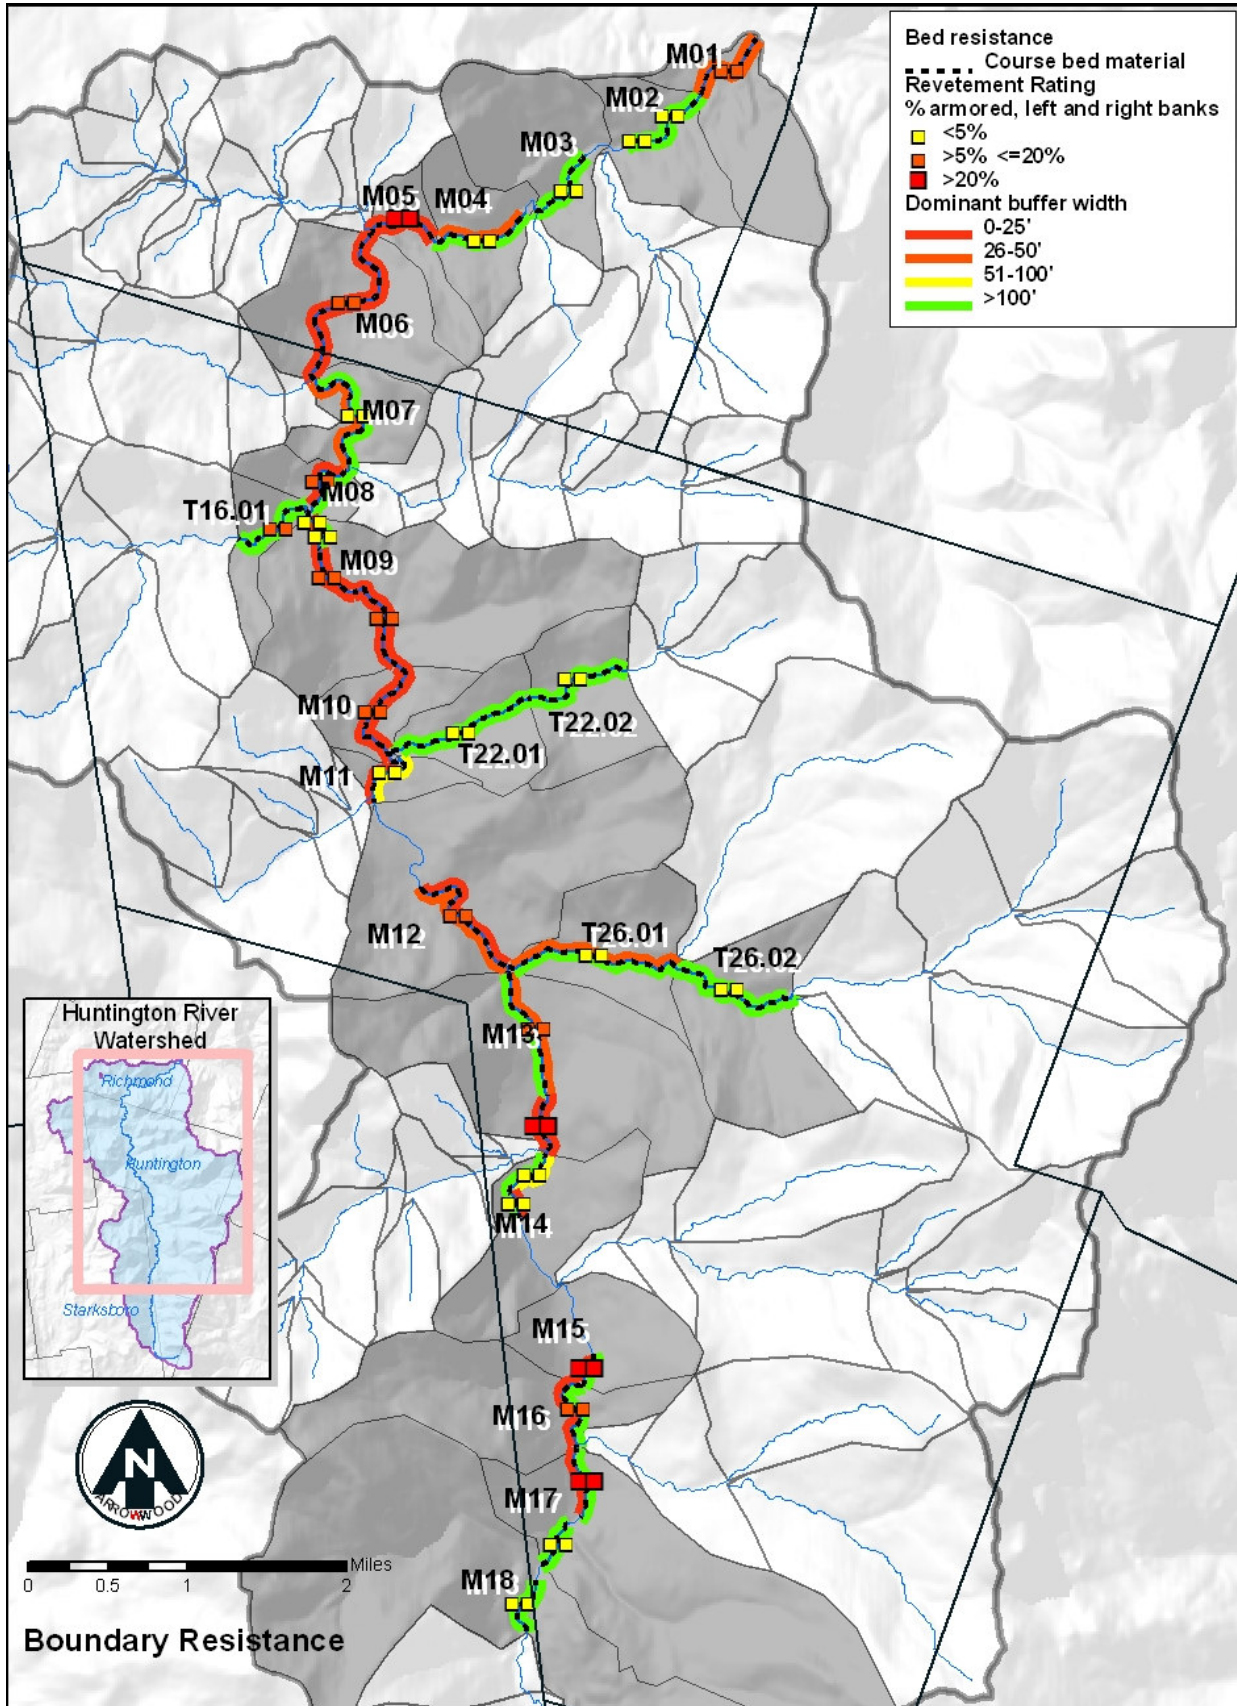 M01
M02
M03
M05
M04
M06
M07
M08
T16.01
M09
M10
T22.02
T22.01
M11
M12
T26.01
T26.02
M13
M14
M15
M16
M17
M18
Bed resistance
Course bed material
Revetement Rating
% armored, left and right banks
<5%
>5% <=20%
>20%
Dominant buffer width
0-25'
26-50'
51-100'
>100'
Huntington River
Watershed
Richmond
Huntington
Starksboro
N
ARROWWOOD
Miles
0 0.5 1 2
Boundary Resistance